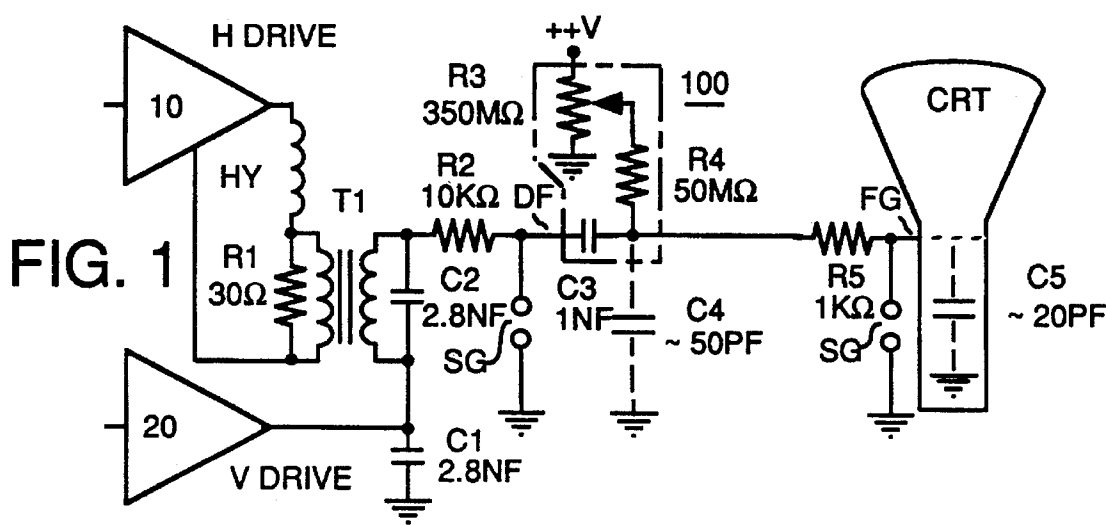 H DRIVE
10
HY
T1
R1
30Ω
FIG. 1
20
V DRIVE
C1
2.8NF
C2
2.8NF
R2
10KΩ
DF
SG
++V
R3
350MΩ
100
R4
50MΩ
C3
1NF
C4
~ 50PF
R5
1KΩ
SG
FG
CRT
C5
~ 20PF